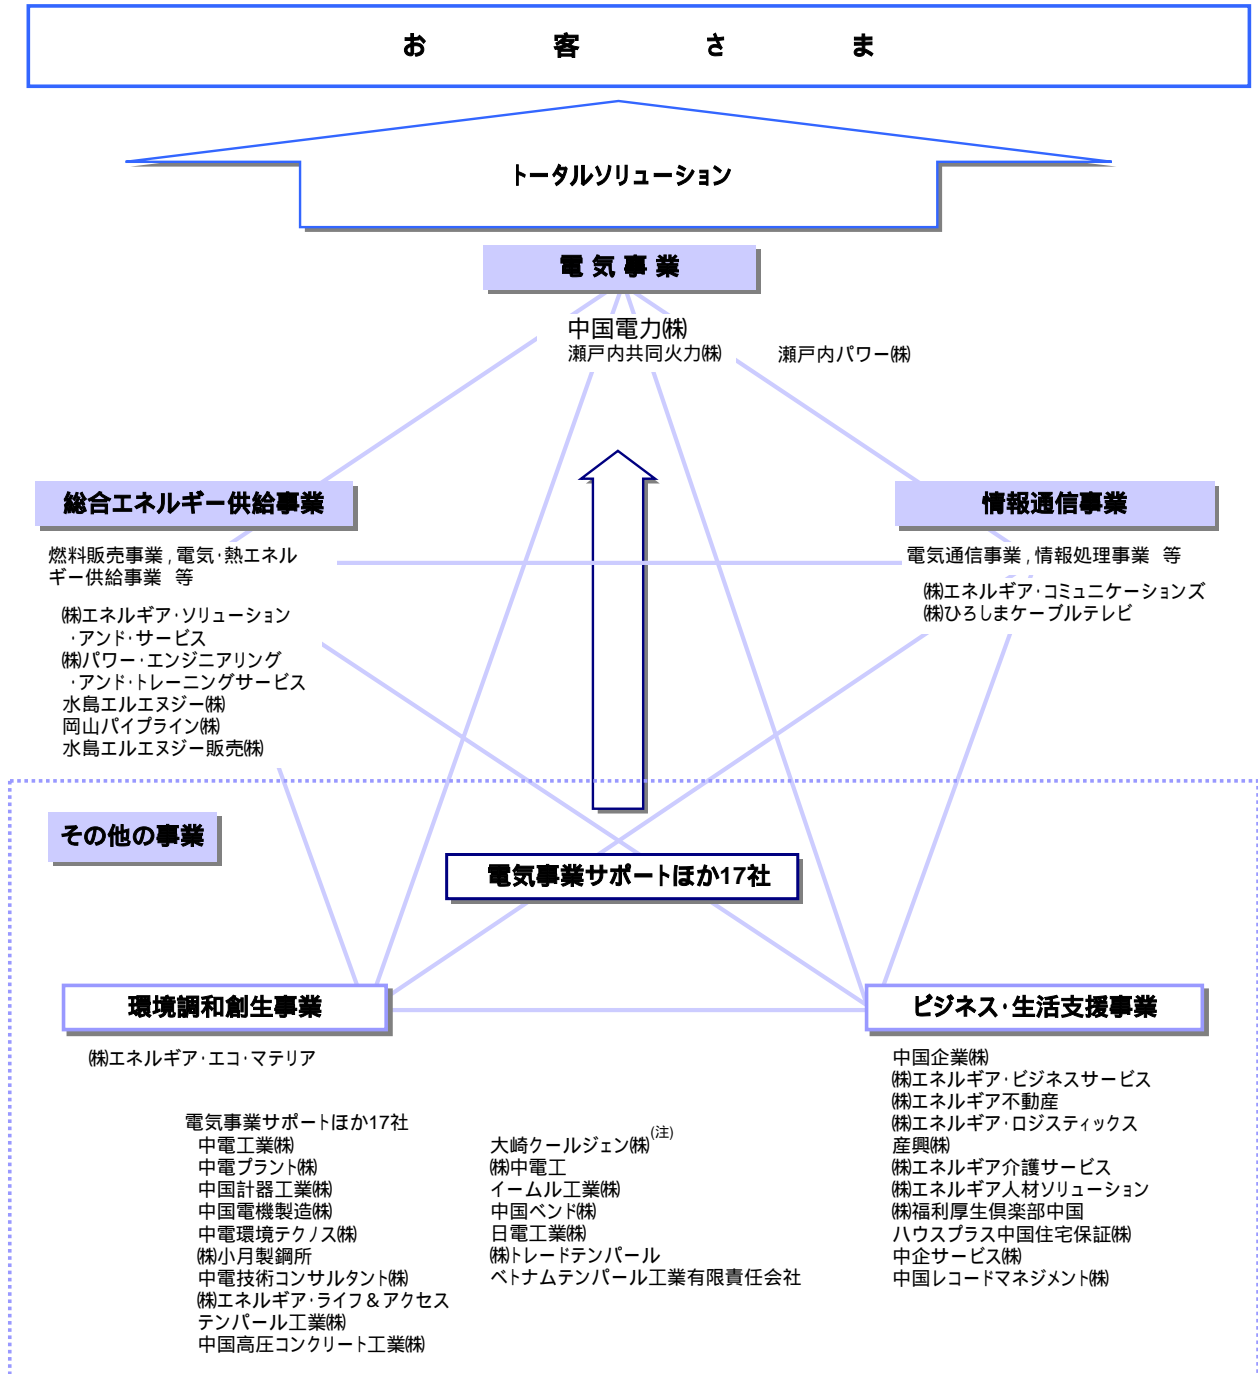 お客さま
トータルソリューション
電気事業
中国電力㈱
瀬戸内共同火力㈱
瀬戸内パワー㈱
総合エネルギー供給事業
燃料販売事業,電気・熱エネル
ギー供給事業 等
㈱エネルギア・ソリューション
・アンド・サービス
㈱パワー・エンジニアリング
・アンド・トレーニングサービス
水島エルエヌジー㈱
岡山パイプライン㈱
水島エルエヌジー販売㈱
情報通信事業
電気通信事業,情報処理事業 等
㈱エネルギア・コミュニケーションズ
㈱ひろしまケーブルテレビ
その他の事業
電気事業サポートほか17社
環境調和創生事業
㈱エネルギア・エコ・マテリア
電気事業サポートほか17社
中電工業㈱
中電プラント㈱
中国計器工業㈱
中国電機製造㈱
中電環境テクノス㈱
㈱小月製鋼所
中電技術コンサルタント㈱
㈱エネルギア・ライフ&アクセス
テンパール工業㈱
中国高圧コンクリート工業㈱
大崎クールジェン㈱(注)
㈱中電工
イームル工業㈱
中国ベンド㈱
日電工業㈱
㈱トレードテンパール
ベトナムテンパール工業有限責任会社
ビジネス・生活支援事業
中国企業㈱
㈱エネルギア・ビジネスサービス
㈱エネルギア不動産
㈱エネルギア・ロジスティックス
産興㈱
㈱エネルギア介護サービス
㈱エネルギア人材ソリューション
㈱福利厚生倶楽部中国
ハウスプラス中国住宅保証㈱
中企サービス㈱
中国レコードマネジメント㈱